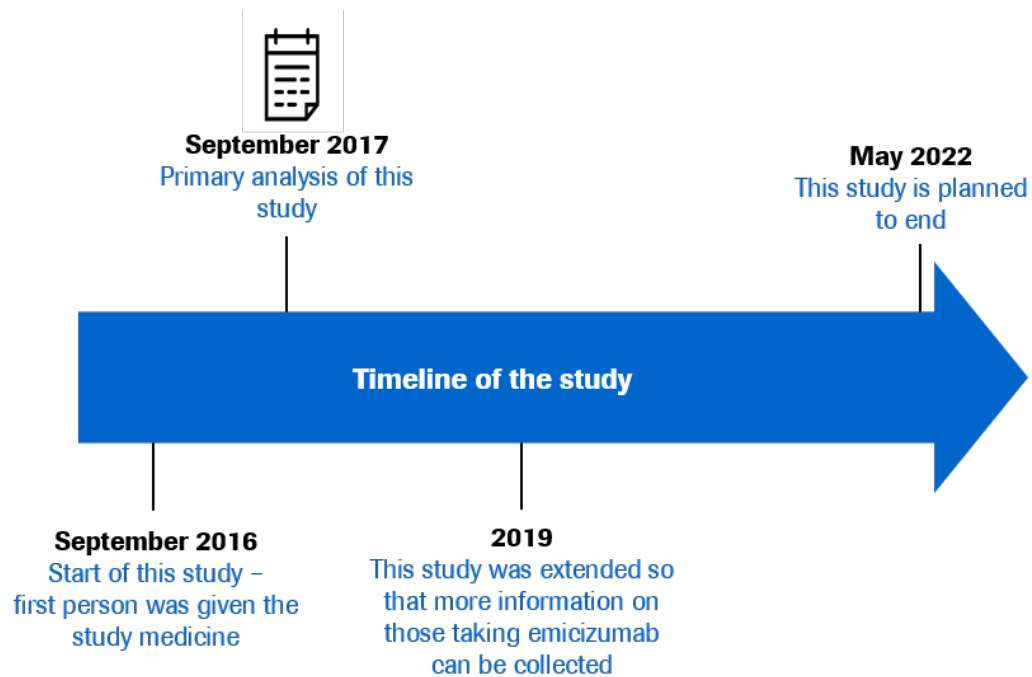 September 2017
Primary analysis of this
study
May 2022
This study is planned
to end
Timeline of the study
September 2016
Start of this study –
first person was given the
study medicine
2019
This study was extended so
that more information on
those taking emicizumab
can be collected